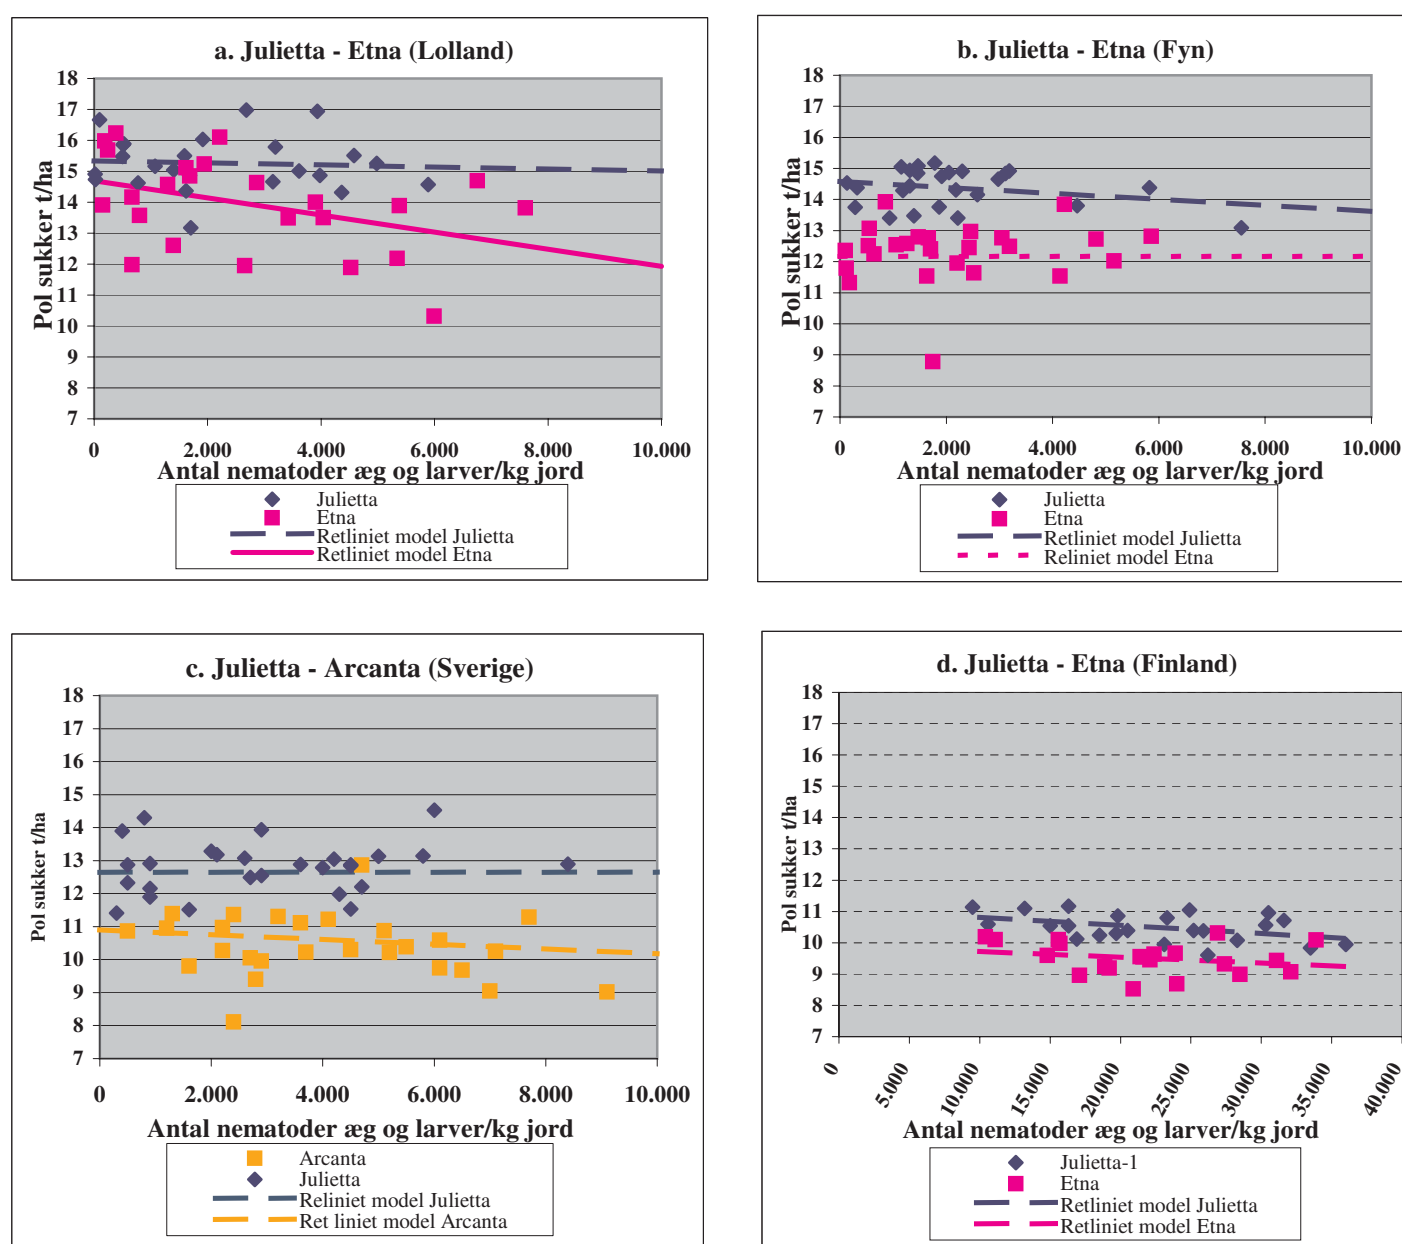 a. Julietta - Etna (Lolland)
Pol sukker t/ha
18
17
16
15
14
13
12
11
10
9
8
7
0 2.000 4.000 6.000 8.000 10.000
Antal nematoder æg og larver/kg jord
Julietta
Etna
Retliniet model Julietta
Retliniet model Etna
b. Julietta - Etna (Fyn)
Pol sukker t/ha
18
17
16
15
14
13
12
11
10
9
8
7
0 2.000 4.000 6.000 8.000 10.000
Antal nematoder æg og larver/kg jord
Julietta
Etna
Retliniet model Julietta
Reliniet model Etna
c. Julietta - Arcanta (Sverige)
Pol sukker t/ha
18
17
16
15
14
13
12
11
10
9
8
7
0 2.000 4.000 6.000 8.000 10.000
Antal nematoder æg og larver/kg jord
Arcanta
Julietta
Reliniet model Julietta
Ret liniet model Arcanta
d. Julietta - Etna (Finland)
Pol sukker t/ha
18
17
16
15
14
13
12
11
10
9
8
7
0 5.000 10.000 15.000 20.000 25.000 30.000 35.000 40.000
Antal nematoder æg og larver/kg jord
Julietta-1
Etna
Retliniet model Julietta
Retliniet model Etna